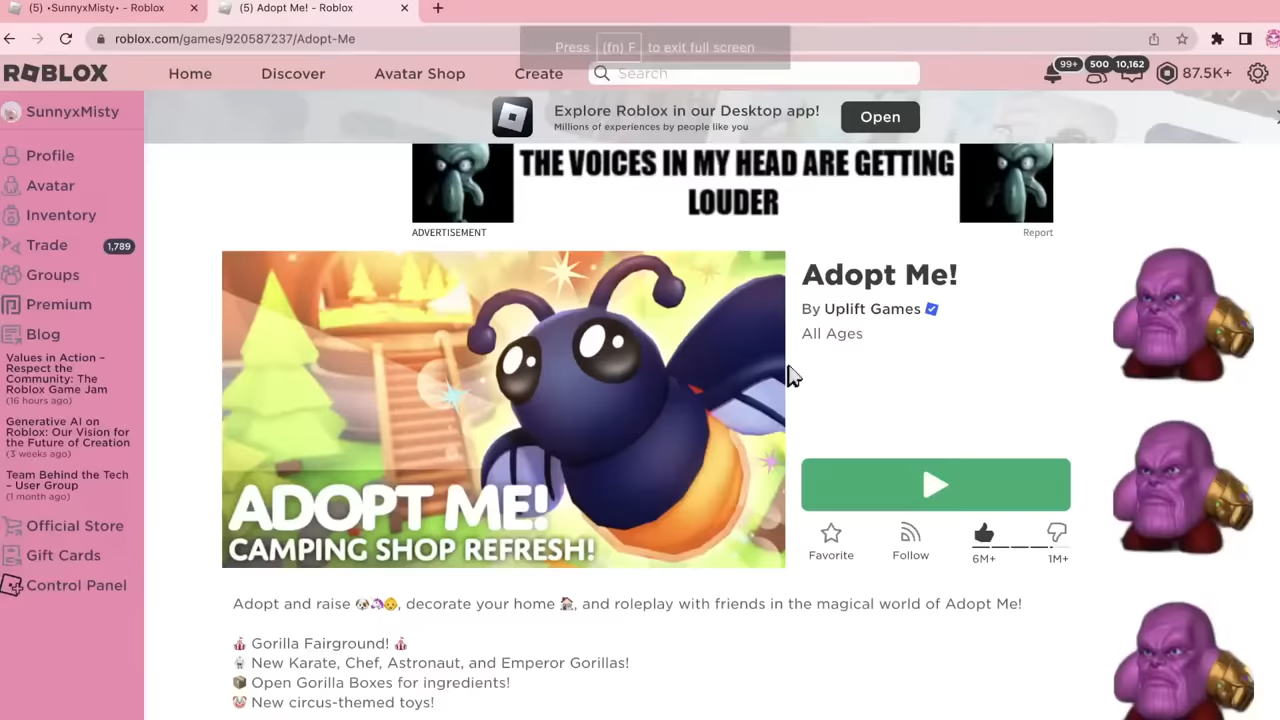 (5) •SunnyxMisty• - Roblox
(5) Adopt Me! - Roblox
roblox.com/games/920587237/Adopt-Me
Press (fn) F to exit full screen
ROBLOX
Home
Discover
Avatar Shop
Create
Search
99+
500
10,162
87.5K+
SunnyxMisty
Explore Roblox in our Desktop app!
Millions of experiences by people like you
Open
Profile
Avatar
Inventory
Trade
1,789
Groups
Premium
Blog
Values in Action –
Respect the
Community: The
Roblox Game Jam
(16 hours ago)
Generative AI on
Roblox: Our Vision for
the Future of Creation
(3 weeks ago)
Team Behind the Tech
– User Group
(1 month ago)
Official Store
Gift Cards
Control Panel
THE VOICES IN MY HEAD ARE GETTING
LOUDER
ADVERTISEMENT
Report
ADOPT ME!
CAMPING SHOP REFRESH!
Adopt Me!
By Uplift Games
All Ages
Favorite
Follow
6M+
1M+
Adopt and raise 🐶🦄👶, decorate your home 🏠, and roleplay with friends in the magical world of Adopt Me!
🎪 Gorilla Fairground! 🎪
🥋 New Karate, Chef, Astronaut, and Emperor Gorillas!
📦 Open Gorilla Boxes for ingredients!
🤡 New circus-themed toys!